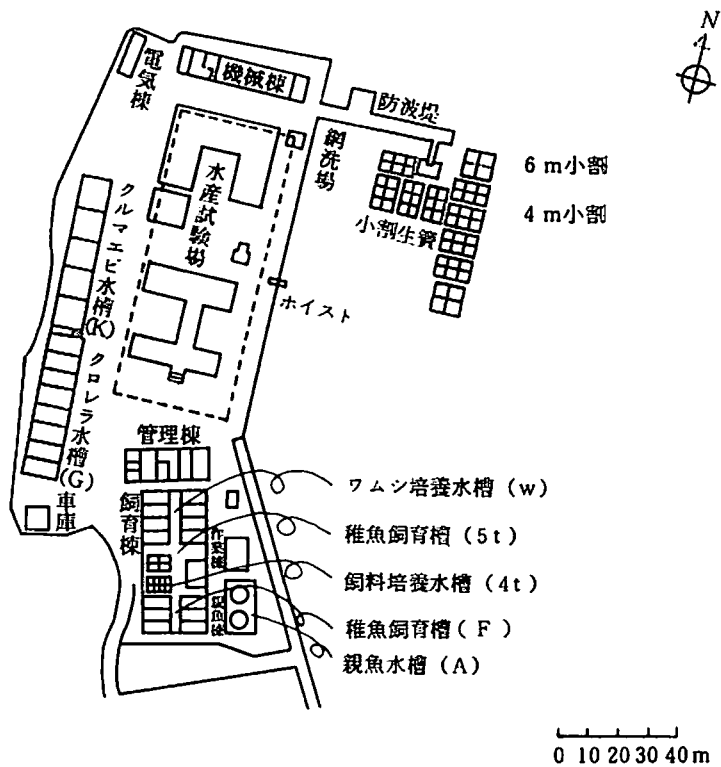 N
電気棟
機械棟
防波堤
網洗場
6m小割
4m小割
小割生簀
水産試験場
クルマエビ水槽(K)
ホイスト
クロレラ水槽(G)
管理棟
車庫
飼育棟
作業棟
親魚棟
ワムシ培養水槽(w)
稚魚飼育槽(5t)
飼料培養水槽(4t)
稚魚飼育槽(F)
親魚水槽(A)
0 10 20 30 40m